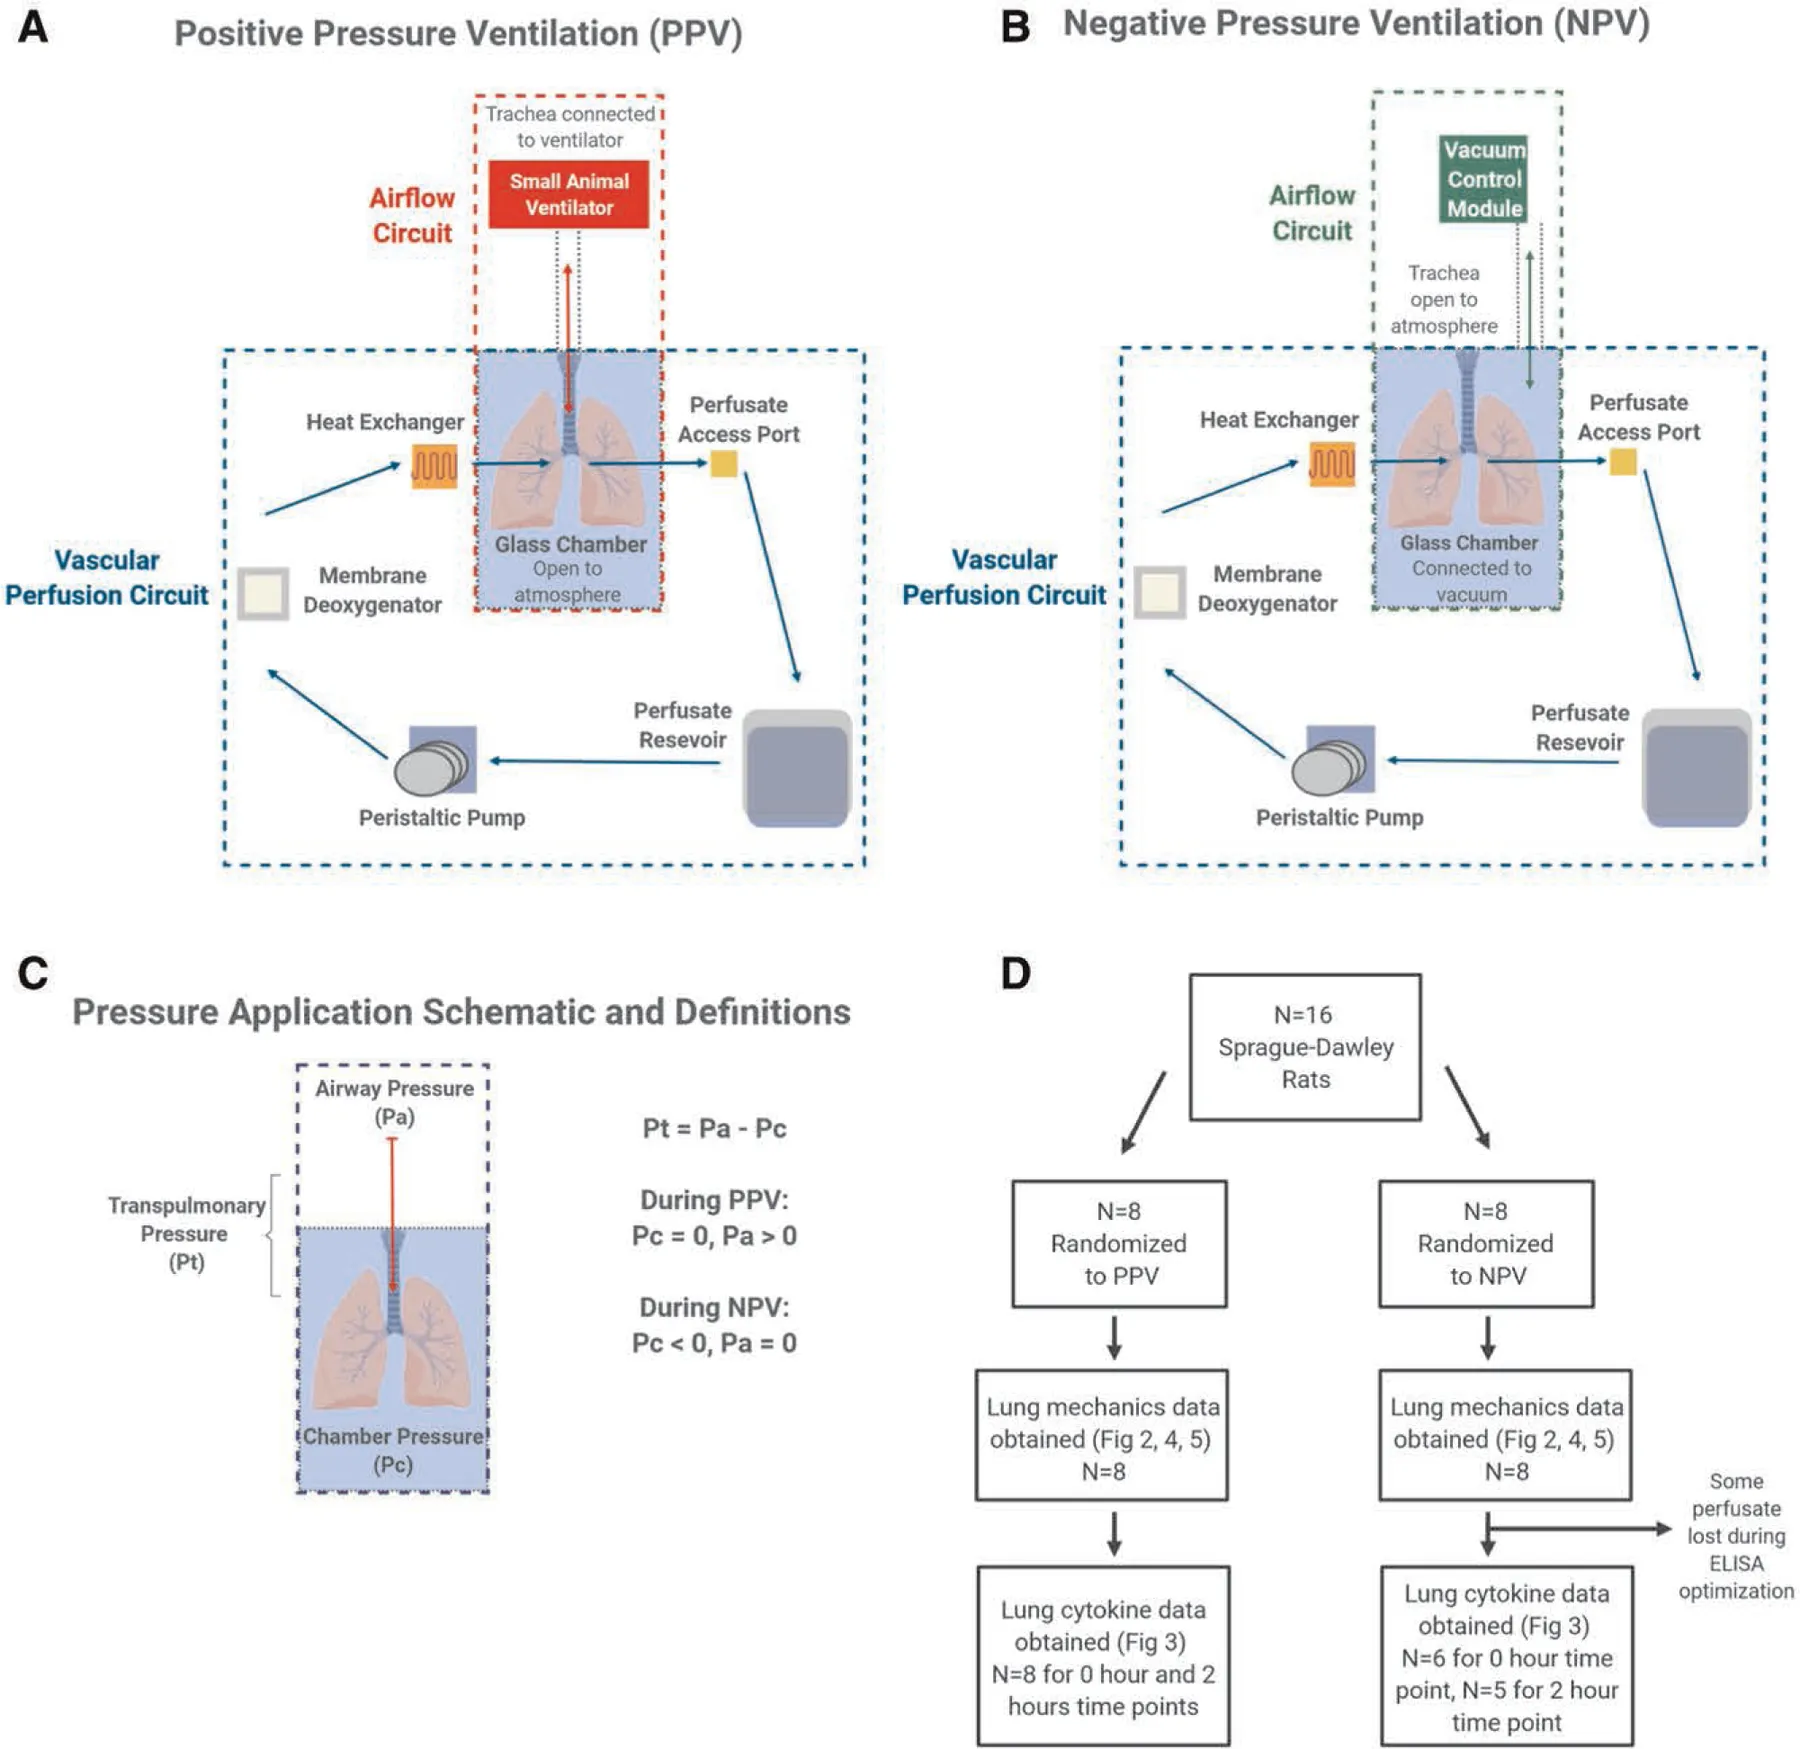 A
Positive Pressure Ventilation (PPV)
Trachea connected
to ventilator
Small Animal
Ventilator
Airflow
Circuit
Heat Exchanger
Perfusate
Access Port
Glass Chamber
Open to
atmosphere
Vascular
Perfusion Circuit
Membrane
Deoxygenator
Perfusate
Resevoir
Peristaltic Pump
B
Negative Pressure Ventilation (NPV)
Vacuum
Control
Module
Airflow
Circuit
Trachea
open to
atmosphere
Heat Exchanger
Perfusate
Access Port
Glass Chamber
Connected to
vacuum
Vascular
Perfusion Circuit
Membrane
Deoxygenator
Perfusate
Resevoir
Peristaltic Pump
C
Pressure Application Schematic and Definitions
Airway Pressure
(Pa)
Transpulmonary
Pressure
(Pt)
Chamber Pressure
(Pc)
Pt = Pa - Pc
During PPV:
Pc = 0, Pa > 0
During NPV:
Pc < 0, Pa = 0
D
N=16
Sprague-Dawley
Rats
N=8
Randomized
to PPV
N=8
Randomized
to NPV
Lung mechanics data
obtained (Fig 2, 4, 5)
N=8
Lung mechanics data
obtained (Fig 2, 4, 5)
N=8
Some
perfusate
lost during
ELISA
optimization
Lung cytokine data
obtained (Fig 3)
N=8 for 0 hour and 2
hours time points
Lung cytokine data
obtained (Fig 3)
N=6 for 0 hour time
point, N=5 for 2 hour
time point